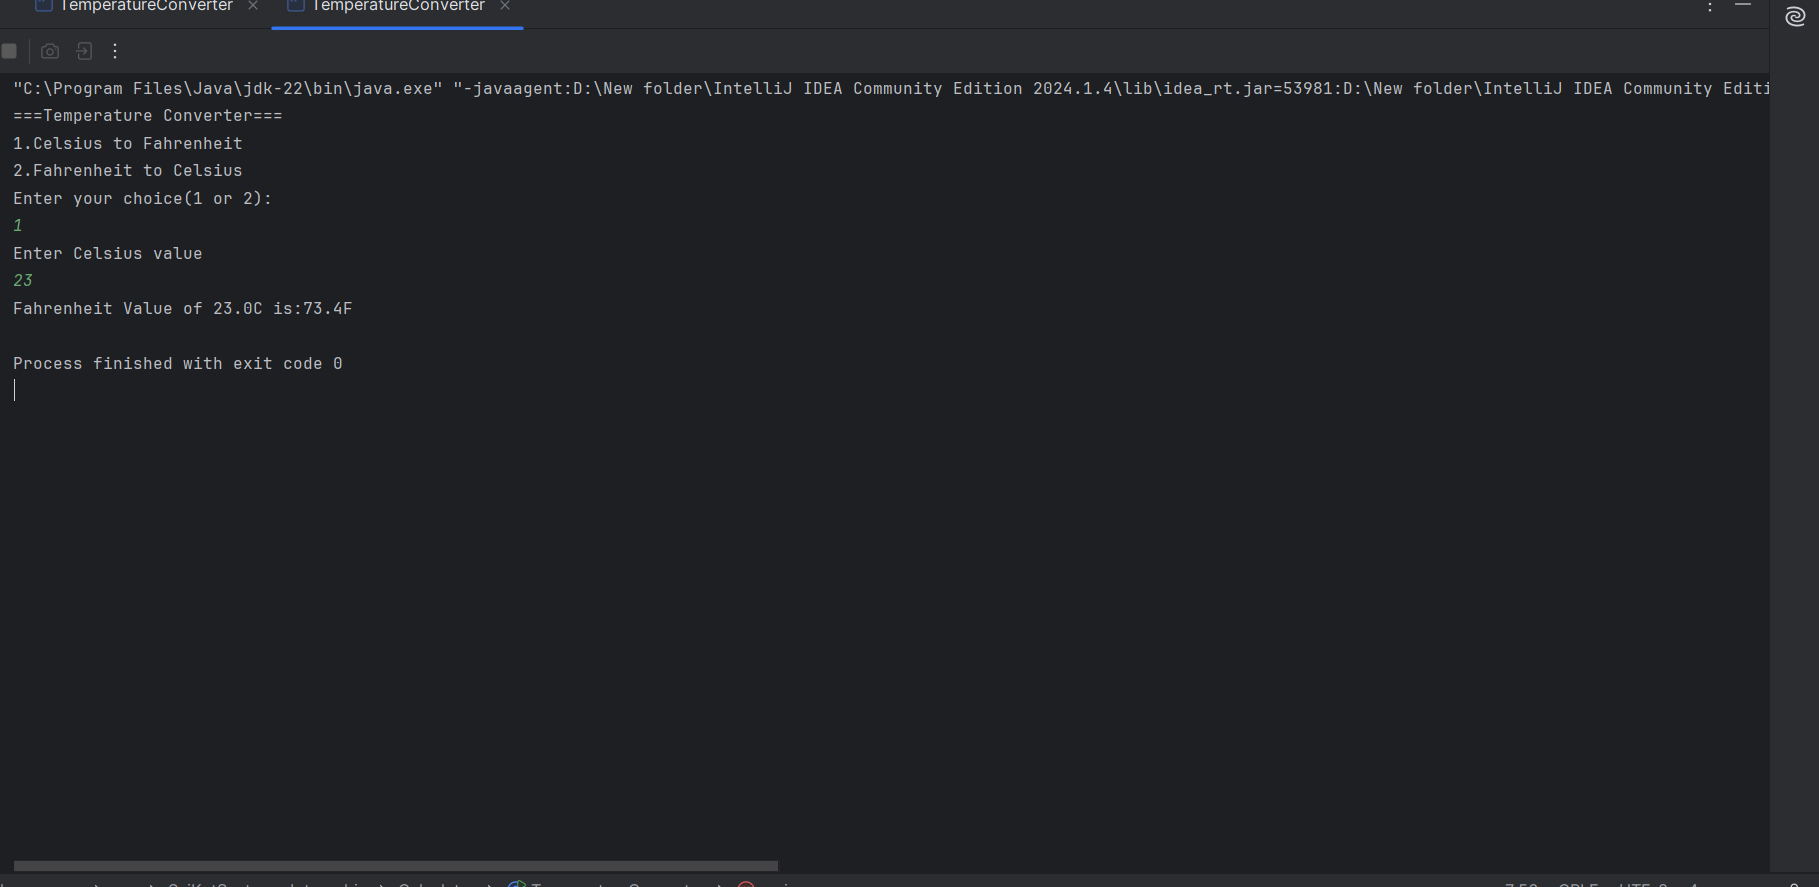 TemperatureConverter TemperatureConverter
"C:\Program Files\Java\jdk-22\bin\java.exe" "-javaagent:D:\New folder\IntelliJ IDEA Community Edition 2024.1.4\lib\idea_rt.jar=53981:D:\New folder\IntelliJ IDEA Community Editi
===Temperature Converter===
1.Celsius to Fahrenheit
2.Fahrenheit to Celsius
Enter your choice(1 or 2):
1
Enter Celsius value
23
Fahrenheit Value of 23.0C is:73.4F
Process finished with exit code 0